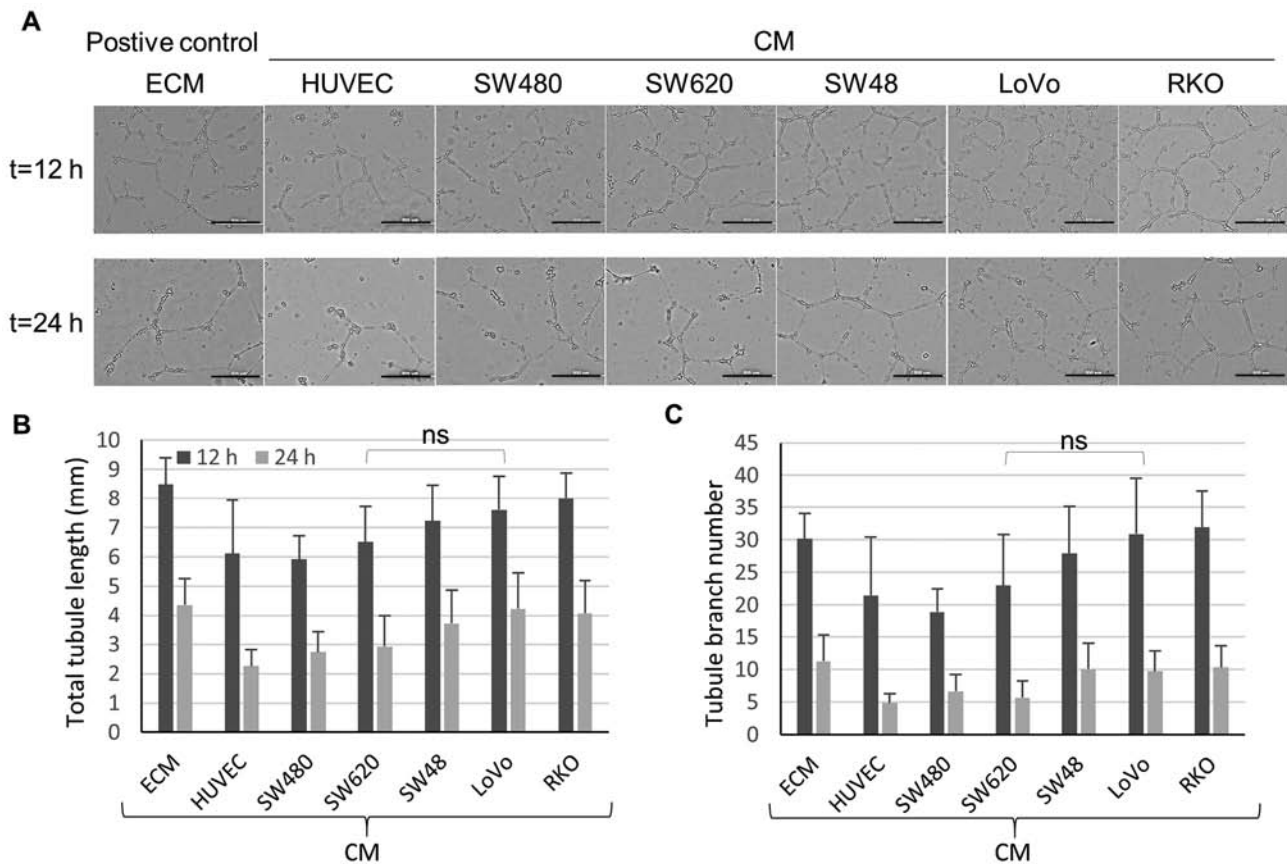 A
Postive control
CM
ECM HUVEC SW480 SW620 SW48 LoVo RKO
t=12 h
t=24 h
B
ns
12 h 24 h
Total tubule length (mm)
10
9
8
7
6
5
4
3
2
1
0
ECM HUVEC SW480 SW620 SW48 LoVo RKO
CM
C
ns
Tubule branch number
45
40
35
30
25
20
15
10
5
0
ECM HUVEC SW480 SW620 SW48 LoVo RKO
CM